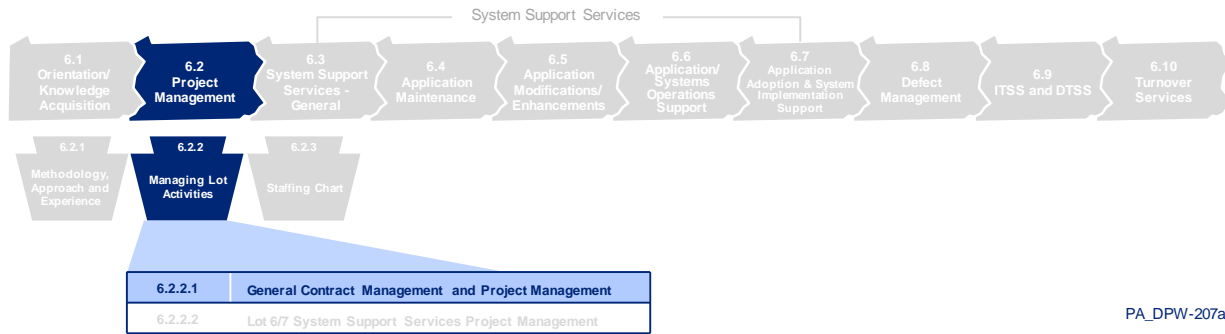 System Support Services
6.1
Orientation/
Knowledge
Acquisition
6.2
Project
Management
6.3
System Support
Services -
General
6.4
Application
Maintenance
6.5
Application
Modifications/
Enhancements
6.6
Application/
Systems
Operations
Support
6.7
Application
Adoption & System
Implementation
Support
6.8
Defect
Management
6.9
ITSS and DTSS
6.10
Turnover
Services
6.2.1
Methodology,
Approach and
Experience
6.2.2
Managing Lot
Activities
6.2.3
Staffing Chart
6.2.2.1 General Contract Management and Project Management
6.2.2.2 Lot 6/7 System Support Services Project Management
PA_DPW-207a